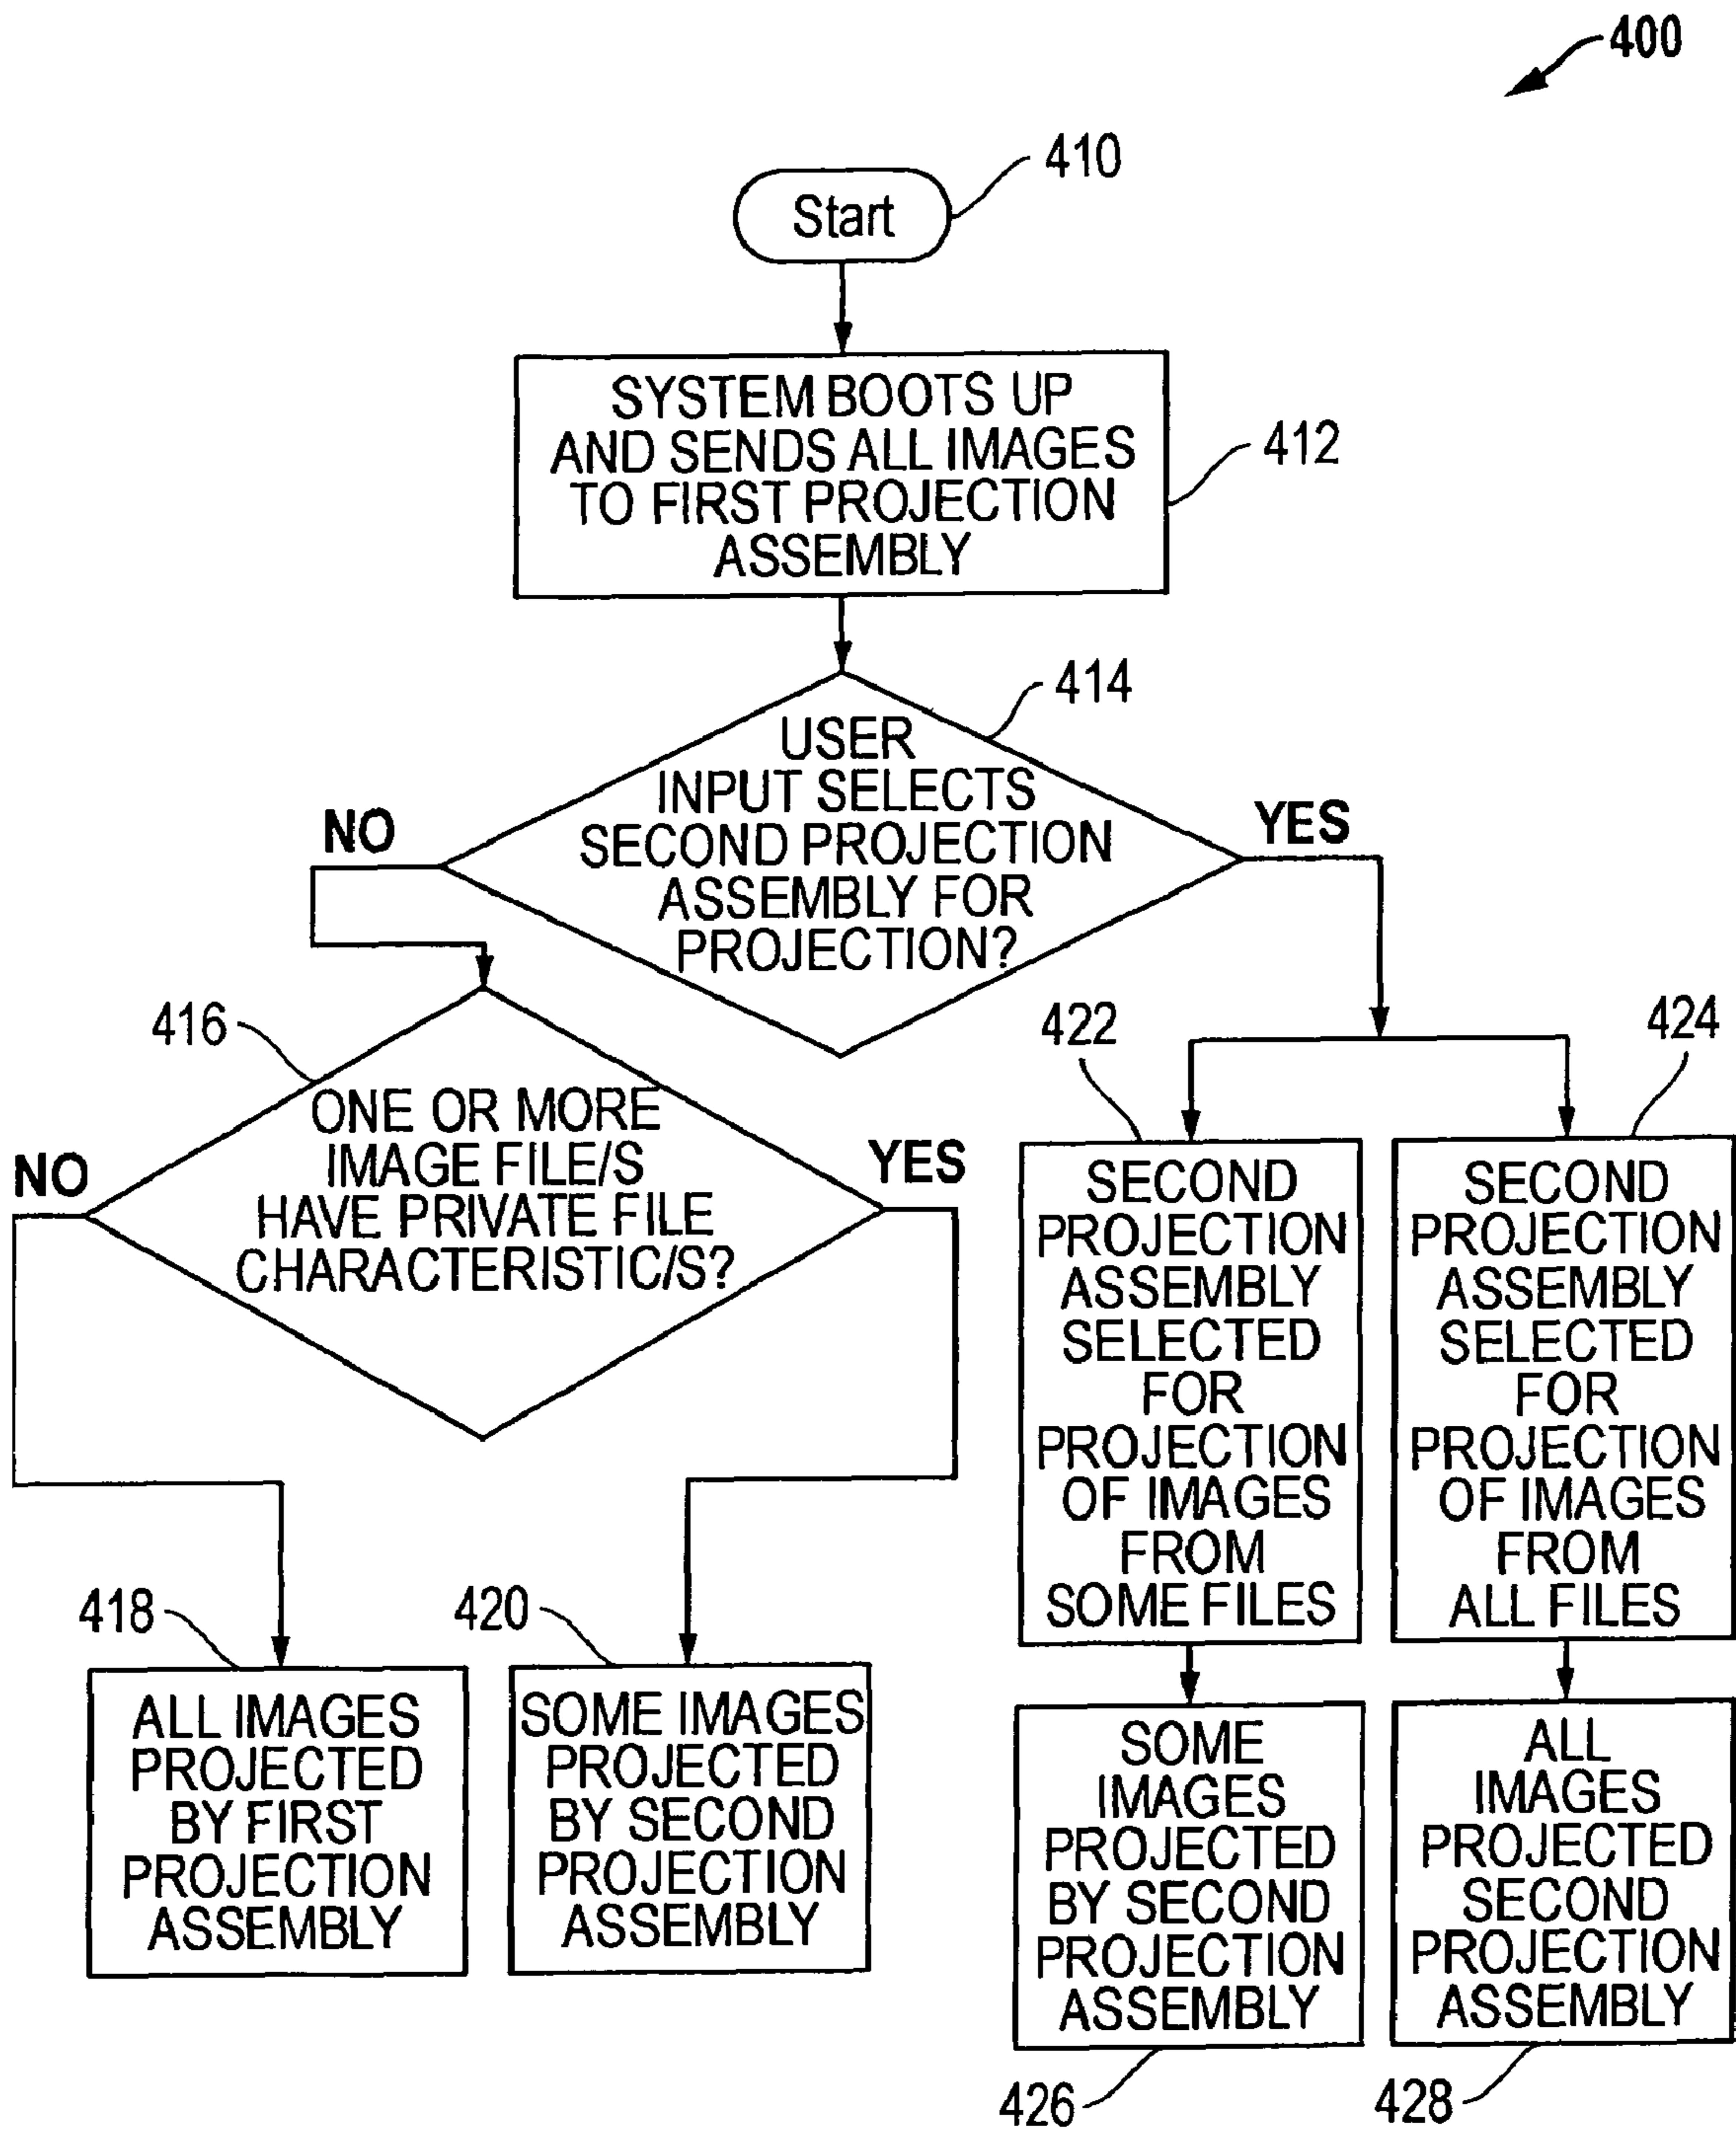 400
410
Start
SYSTEM BOOTS UP
AND SENDS ALL IMAGES
TO FIRST PROJECTION
ASSEMBLY
412
414
USER
INPUT SELECTS
SECOND PROJECTION
ASSEMBLY FOR
PROJECTION?
NO
YES
416
ONE OR MORE
IMAGE FILE/S
HAVE PRIVATE FILE
CHARACTERISTIC/S?
NO
YES
422
SECOND
PROJECTION
ASSEMBLY
SELECTED
FOR
PROJECTION
OF IMAGES
FROM
SOME FILES
424
SECOND
PROJECTION
ASSEMBLY
SELECTED
FOR
PROJECTION
OF IMAGES
FROM
ALL FILES
418
ALL IMAGES
PROJECTED
BY FIRST
PROJECTION
ASSEMBLY
420
SOME IMAGES
PROJECTED
BY SECOND
PROJECTION
ASSEMBLY
SOME
IMAGES
PROJECTED
BY SECOND
PROJECTION
ASSEMBLY
426
ALL
IMAGES
PROJECTED
SECOND
PROJECTION
ASSEMBLY
428